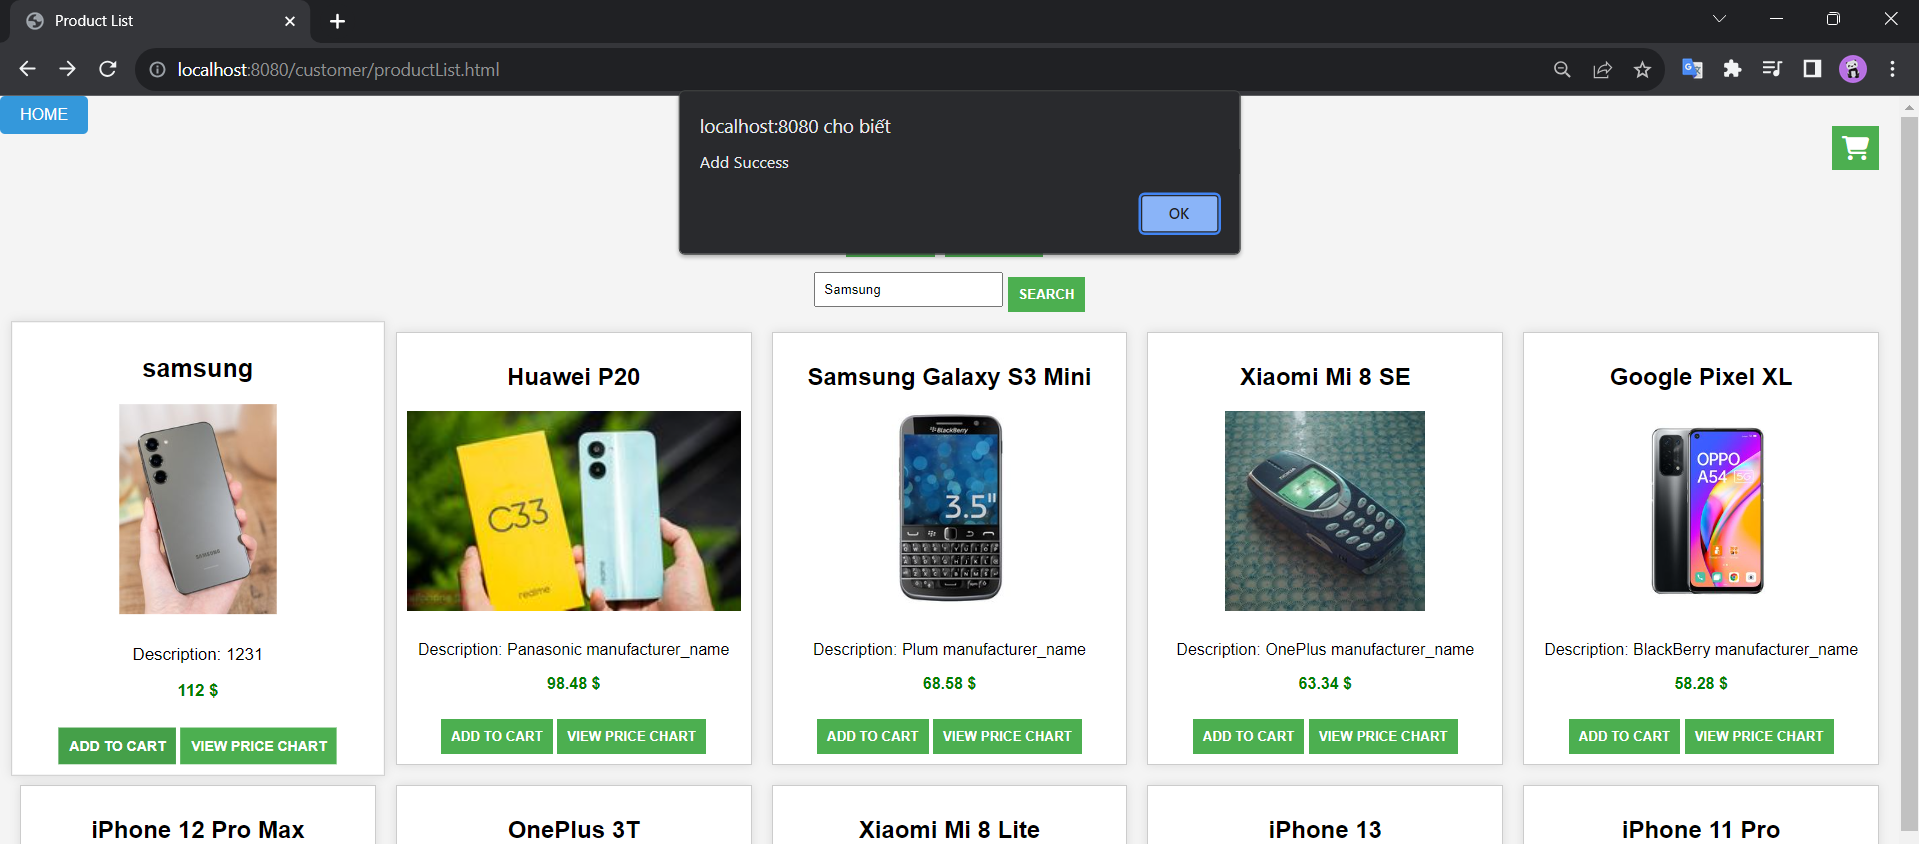 Product List
localhost:8080/customer/productList.html
HOME
localhost:8080 cho biết
Add Success
OK
Samsung
SEARCH
samsung
Huawei P20
Samsung Galaxy S3 Mini
Xiaomi Mi 8 SE
Google Pixel XL
SAMSUNG
C33
realme
BlackBerry
3.5"
NOKIA
OPPO
A54 5G
Description: 1231
Description: Panasonic manufacturer_name
Description: Plum manufacturer_name
Description: OnePlus manufacturer_name
Description: BlackBerry manufacturer_name
112 $
98.48 $
68.58 $
63.34 $
58.28 $
ADD TO CART VIEW PRICE CHART
ADD TO CART VIEW PRICE CHART
ADD TO CART VIEW PRICE CHART
ADD TO CART VIEW PRICE CHART
ADD TO CART VIEW PRICE CHART
iPhone 12 Pro Max
OnePlus 3T
Xiaomi Mi 8 Lite
iPhone 13
iPhone 11 Pro